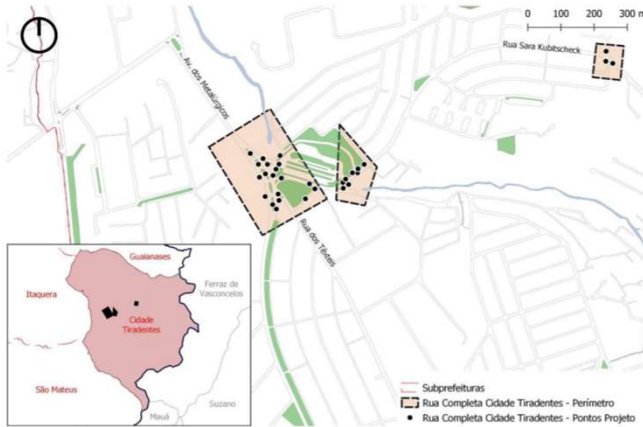 0 100 200 300 m
Rua Sara Kubitscheck
Av. dos Metalúrgicos
Rua dos Têxteis
Guaianases
Itaquera
Ferraz de
Vasconcelos
Cidade
Tiradentes
São Mateus
Mauá
Suzano
Subprefeituras
Rua Completa Cidade Tiradentes - Perímetro
Rua Completa Cidade Tiradentes - Pontos Projeto